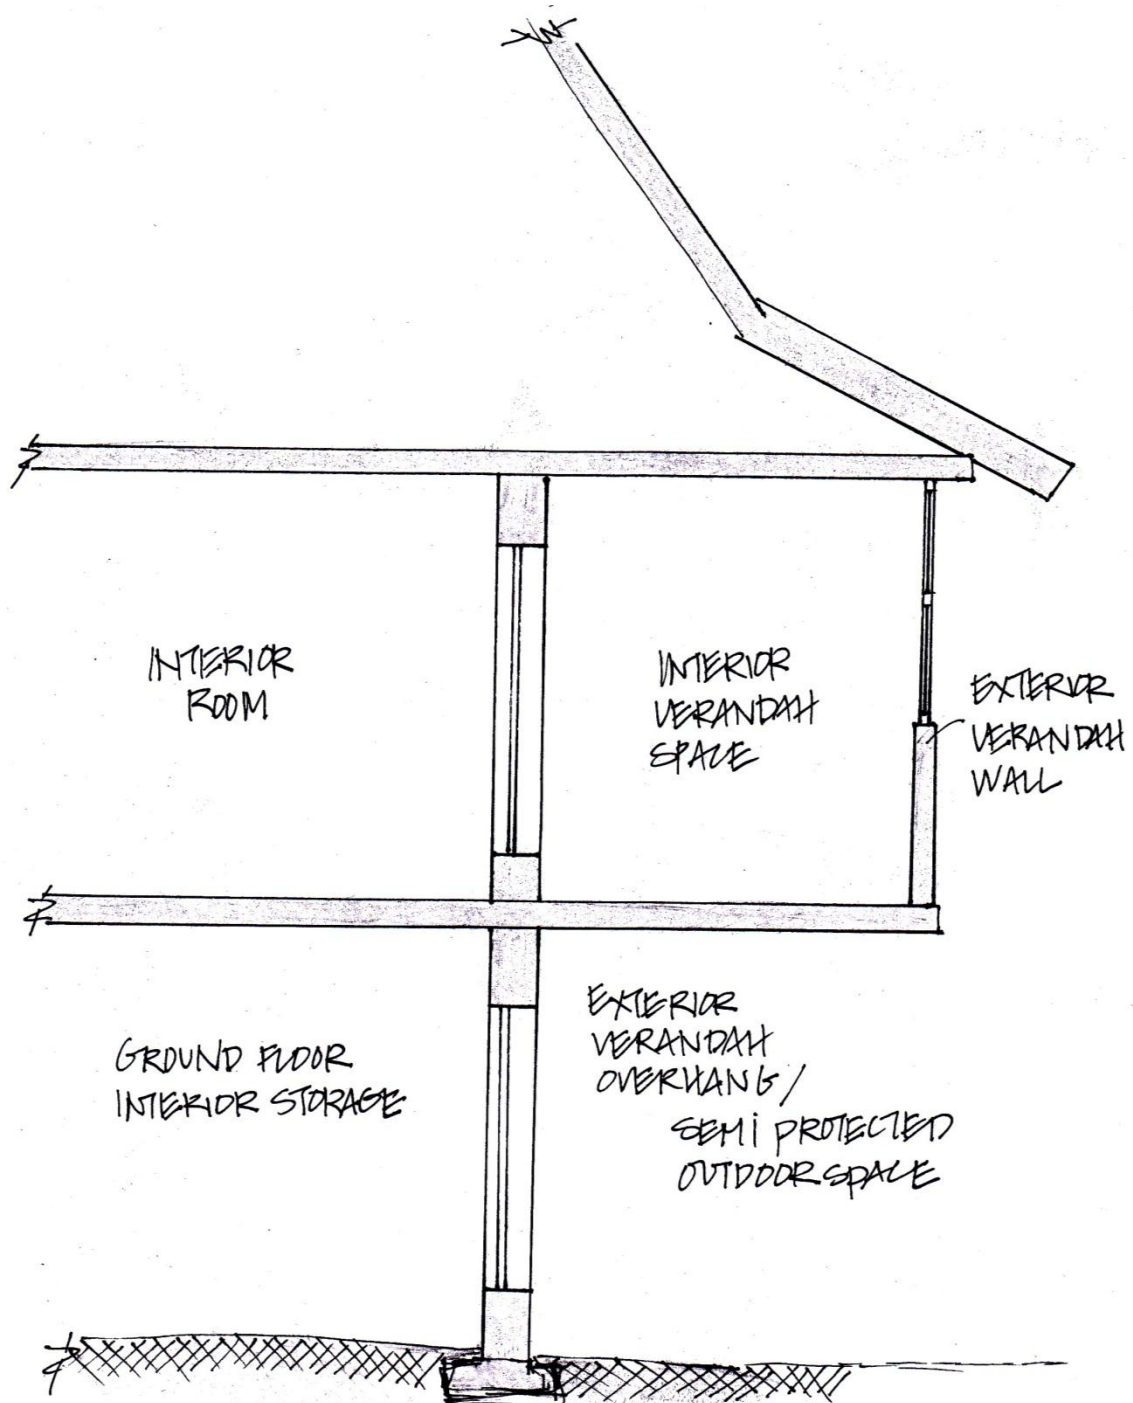 INTERIOR
ROOM
INTERIOR
VERANDAH
SPACE
EXTERIOR
VERANDAH
WALL
GROUND FLOOR
INTERIOR STORAGE
EXTERIOR
VERANDAH
OVERHANG /
SEMI PROTECTED
OUTDOOR SPACE